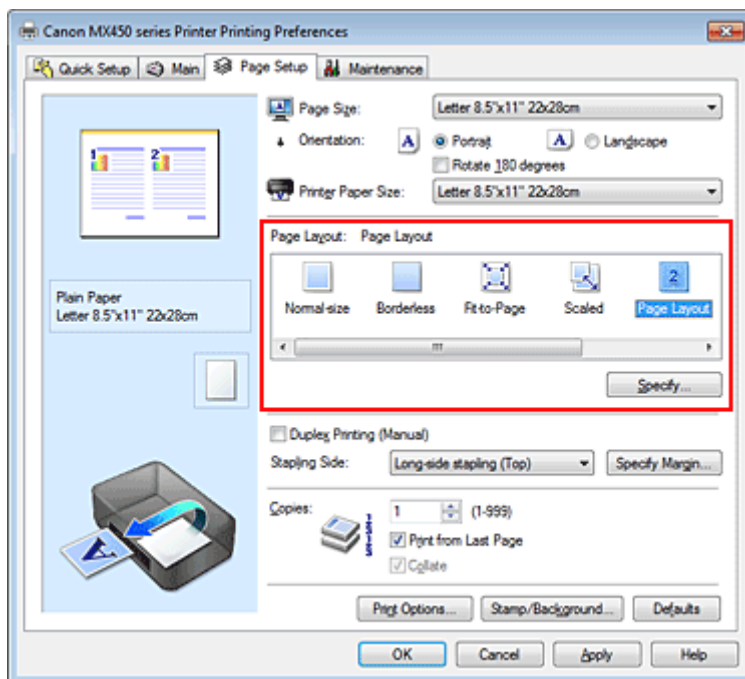 Canon MX450 series Printer Printing Preferences
Quick Setup Main Page Setup Maintenance
1 2
Plain Paper
Letter 8.5"x11" 22x28cm
Page Size: Letter 8.5"x11" 22x28cm
Orientation: A Portrait A Landscape
Rotate 180 degrees
Printer Paper Size: Letter 8.5"x11" 22x28cm
Page Layout: Page Layout
2
Normal-size Borderless Fit-to-Page Scaled Page Layout
Specify...
Duplex Printing (Manual)
Stapling Side: Long-side stapling (Top) Specify Margin...
Copies: 1 (1-999)
Print from Last Page
Collate
A
Print Options... Stamp/Background... Defaults
OK Cancel Apply Help